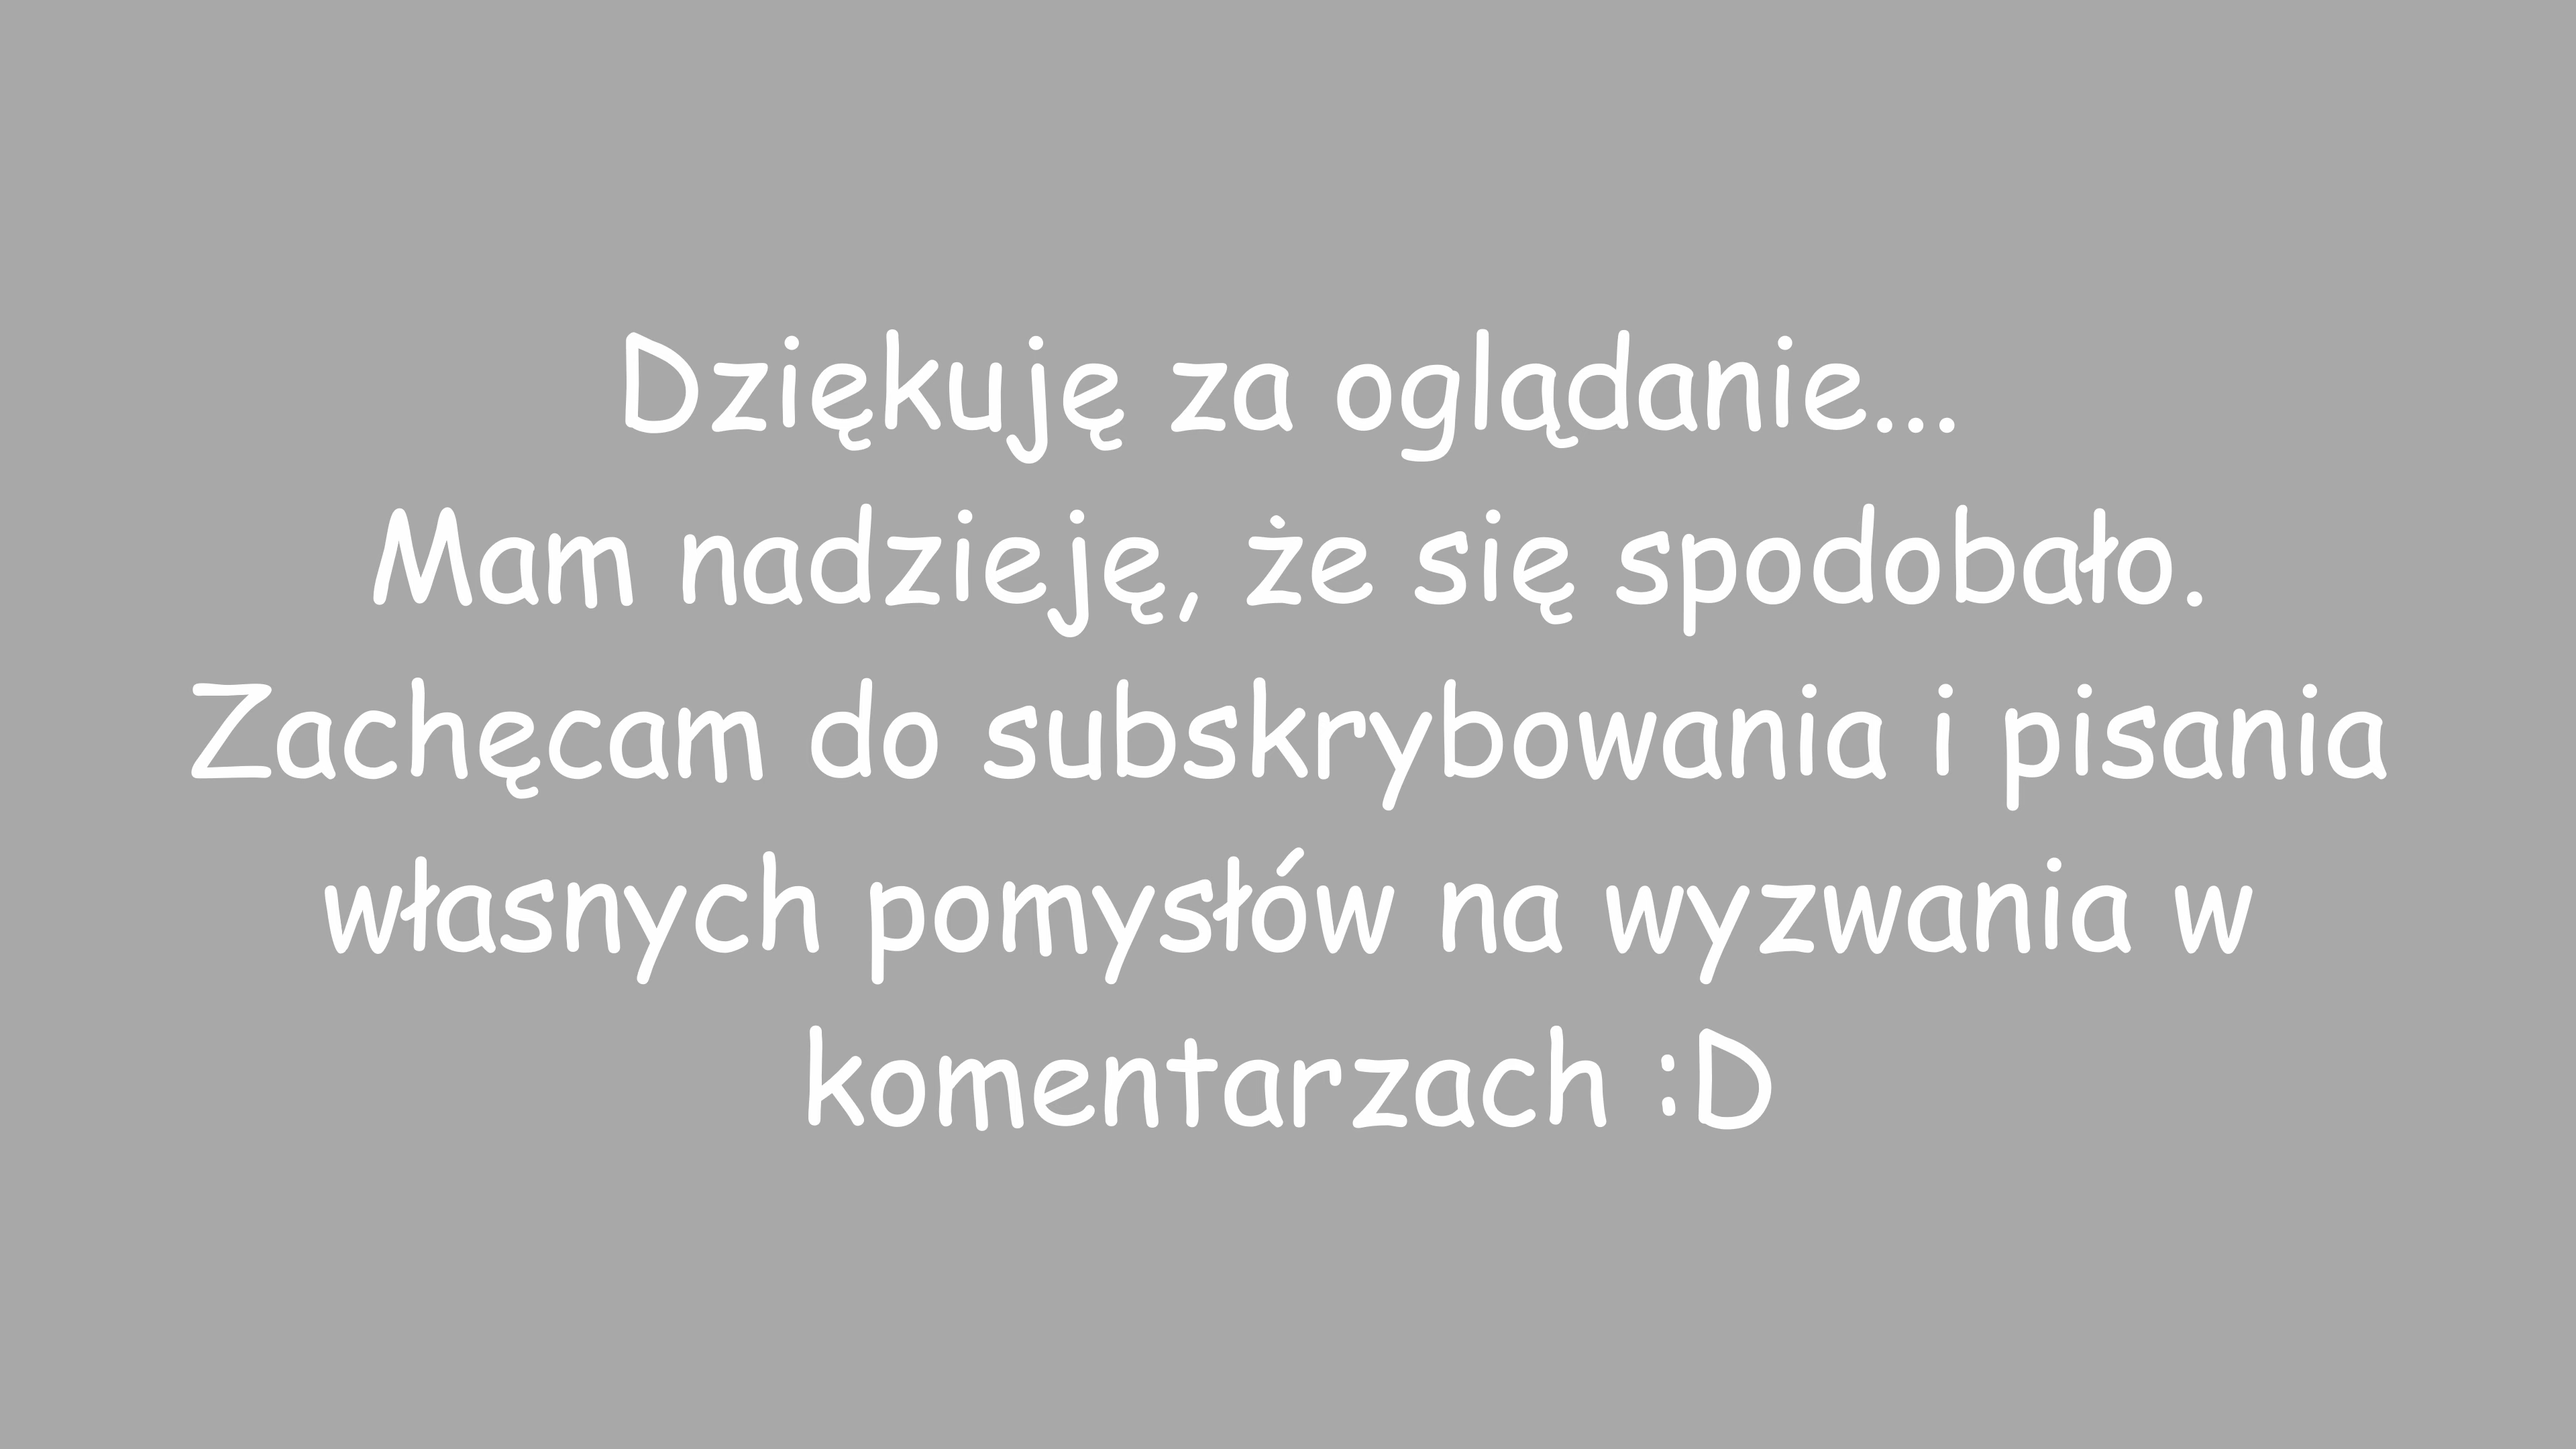 Dziękuję za oglądanie...
Mam nadzieję, że się spodobało.
Zachęcam do subskrybowania i pisania
własnych pomysłów na wyzwania w
komentarzach :D